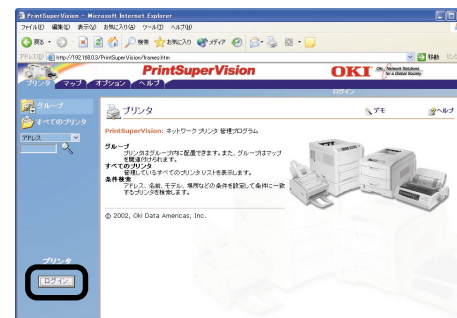 PrintSuperVision - Microsoft Internet Explorer
ファイル(F) 編集(E) 表示(V) お気に入り(A) ツール(T) ヘルプ(H)
戻る 検索 お気に入り メディア
アドレス(D) http://192.168.0.3/PrintSuperVision/frames.htm 移動
PrintSuperVision
OKI Network Solutions for a Global Society
プリンタ マップ オプション ヘルプ
ログイン
グループ
すべてのプリンタ
アドレス
プリンタ デモ ヘルプ
PrintSuperVision: ネットワーク プリンタ 管理プログラム
グループ
プリンタはグループ内に配置できます。また、グループはマップ
を関連付けられます。
すべてのプリンタ
管理しているすべてのプリンタリストを表示します。
条件検索
アドレス、名前、モデル、場所などの条件を設定して条件に一致
するプリンタを検索します。
© 2002, Oki Data Americas, Inc.
プリンタ
ログイン